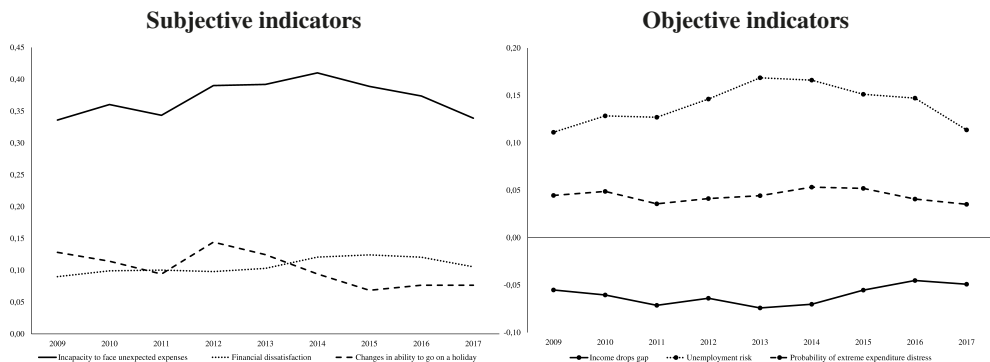 Subjective indicators
0,45
0,40
0,35
0,30
0,25
0,20
0,15
0,10
0,05
0,00
2009 2010 2011 2012 2013 2014 2015 2016 2017
Incapacity to face unexpected expenses Financial dissatisfaction Changes in ability to go on a holiday
Objective indicators
0,20
0,15
0,10
0,05
0,00
-0,05
-0,10
2009 2010 2011 2012 2013 2014 2015 2016 2017
Income drops gap Unemployment risk Probability of extreme expenditure distress